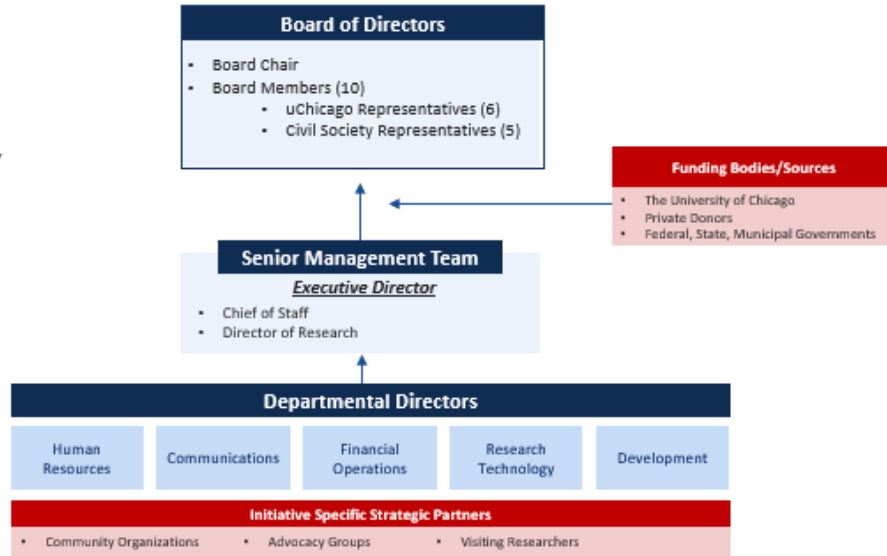 Board of Directors
▪ Board Chair
▪ Board Members (10)
▪ uChicago Representatives (6)
▪ Civil Society Representatives (5)
Funding Bodies/Sources
▪ The University of Chicago
▪ Private Donors
▪ Federal, State, Municipal Governments
Senior Management Team
Executive Director
▪ Chief of Staff
▪ Director of Research
Departmental Directors
Human
Resources
Communications
Financial
Operations
Research
Technology
Development
Initiative Specific Strategic Partners
▪ Community Organizations ▪ Advocacy Groups ▪ Visiting Researchers